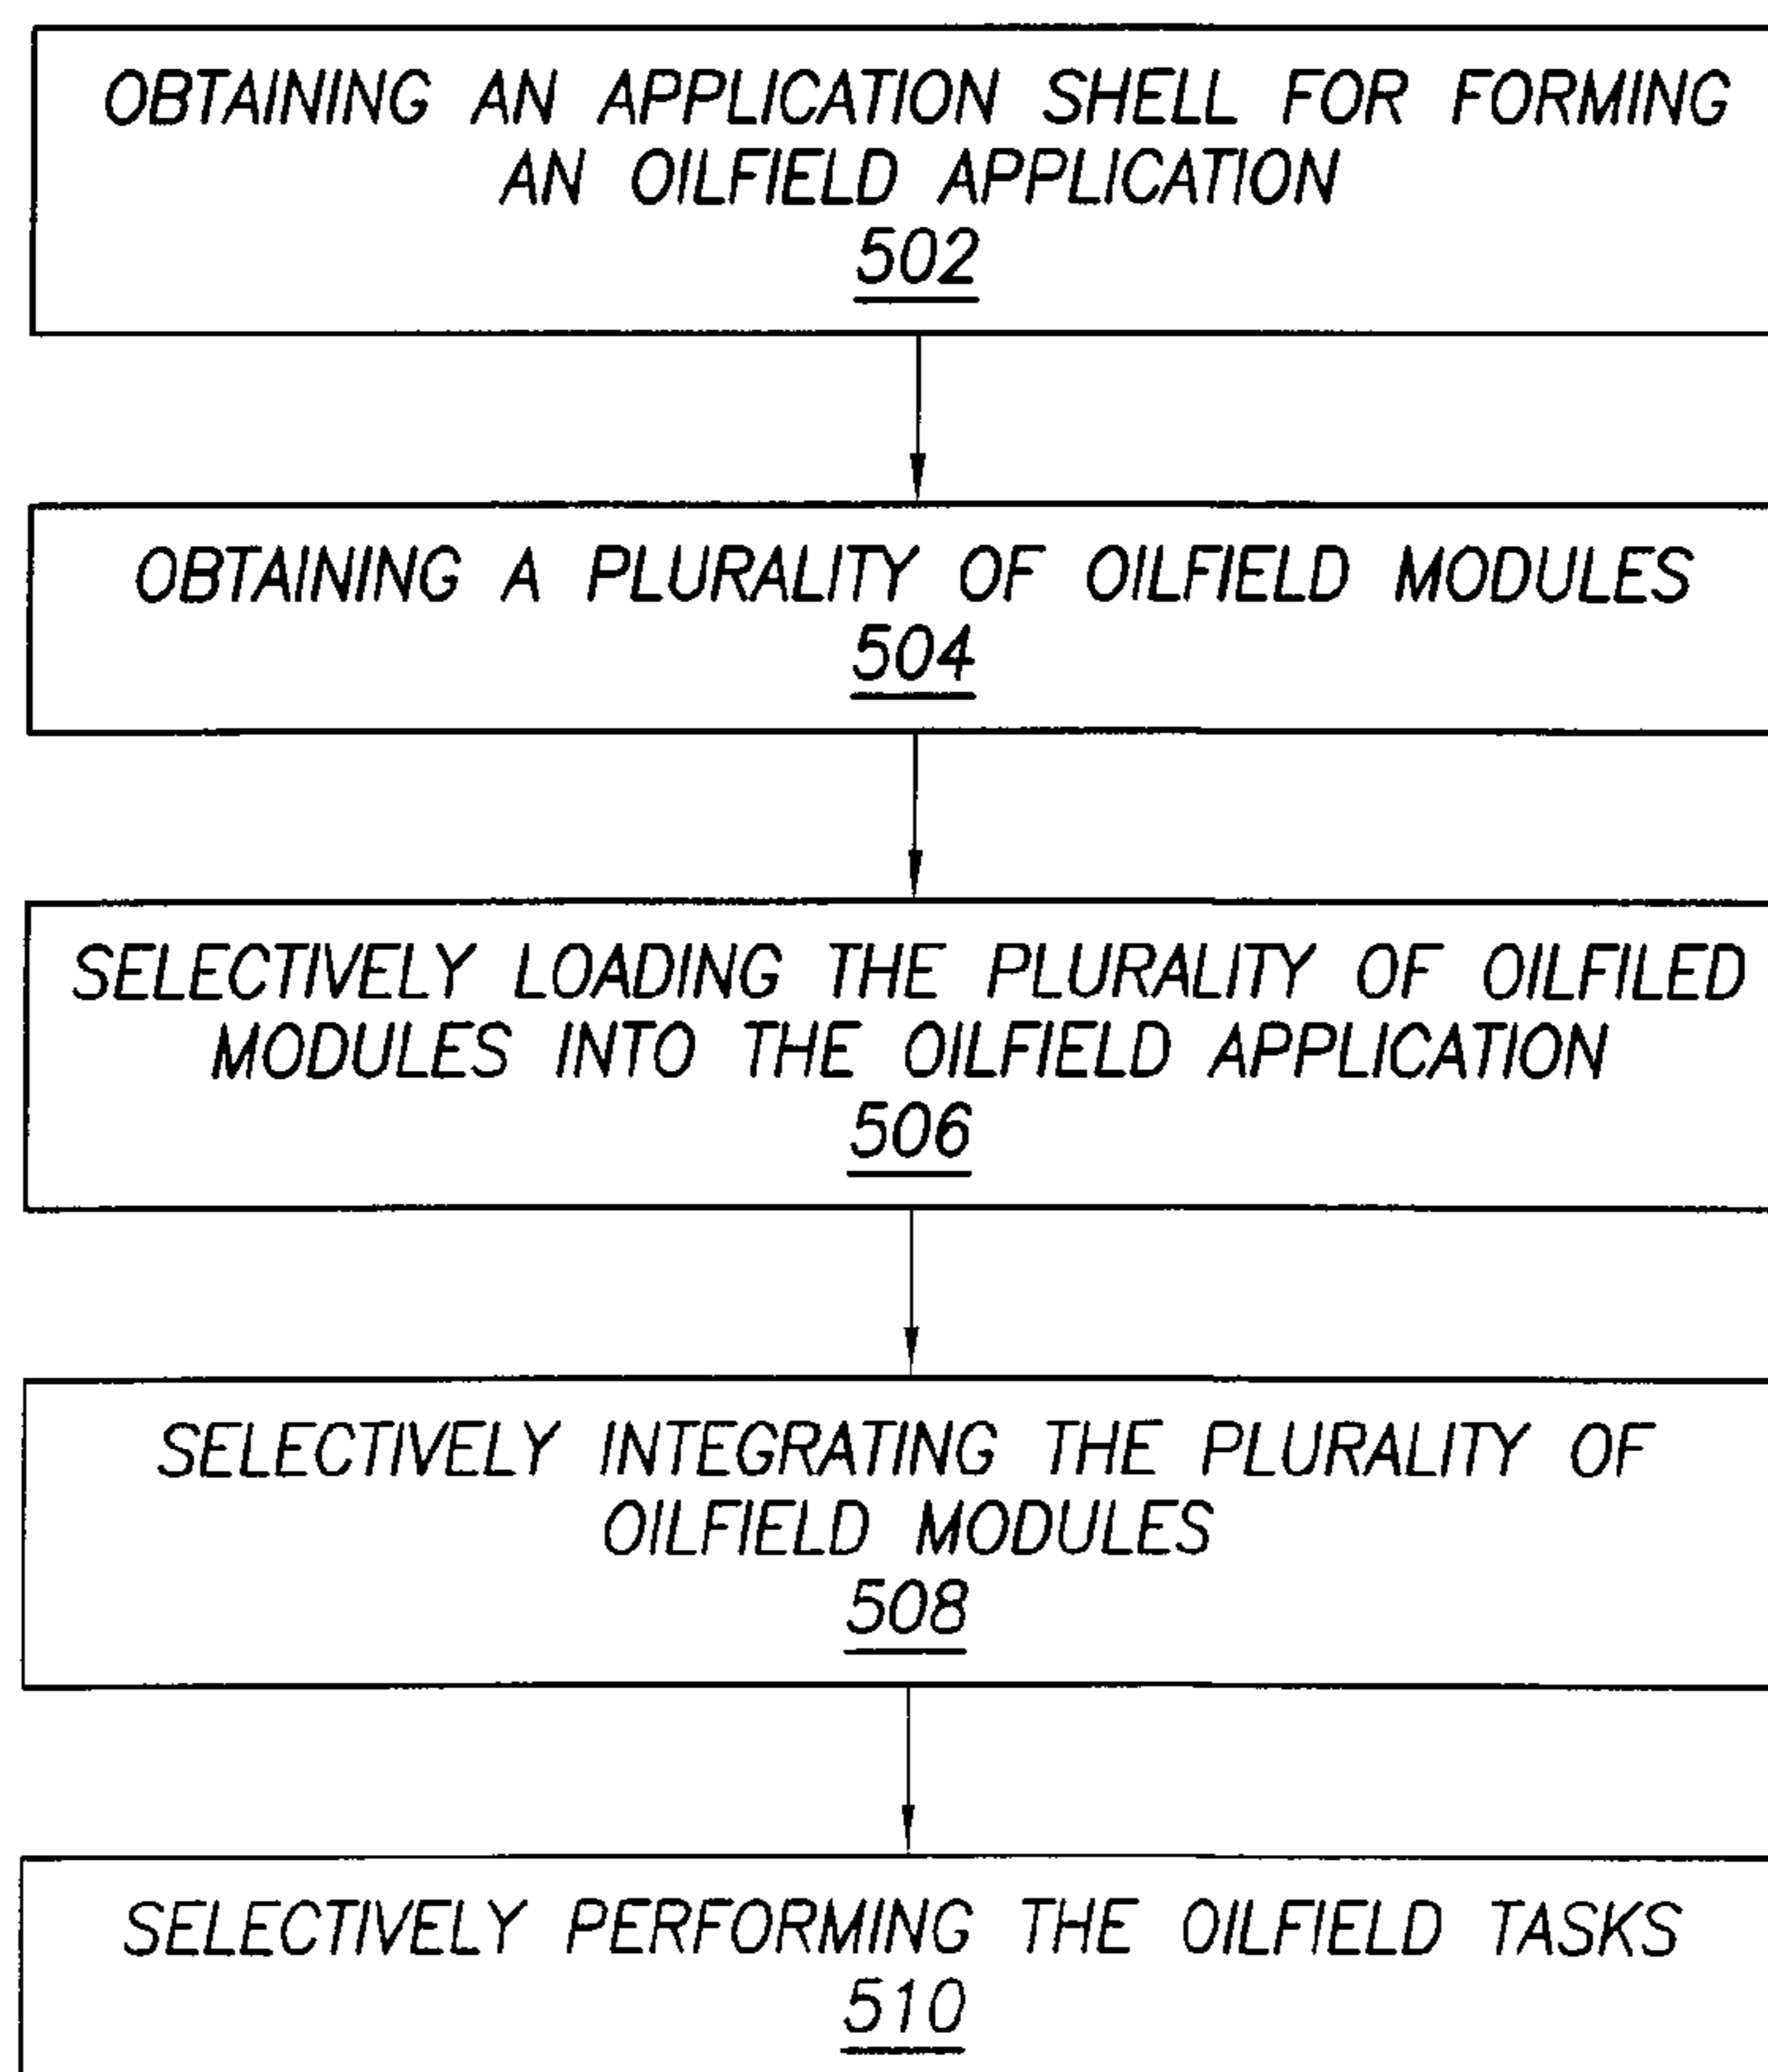 OBTAINING AN APPLICATION SHELL FOR FORMING
AN OILFIELD APPLICATION
502
OBTAINING A PLURALITY OF OILFIELD MODULES
504
SELECTIVELY LOADING THE PLURALITY OF OILFILED
MODULES INTO THE OILFIELD APPLICATION
506
SELECTIVELY INTEGRATING THE PLURALITY OF
OILFIELD MODULES
508
SELECTIVELY PERFORMING THE OILFIELD TASKS
510